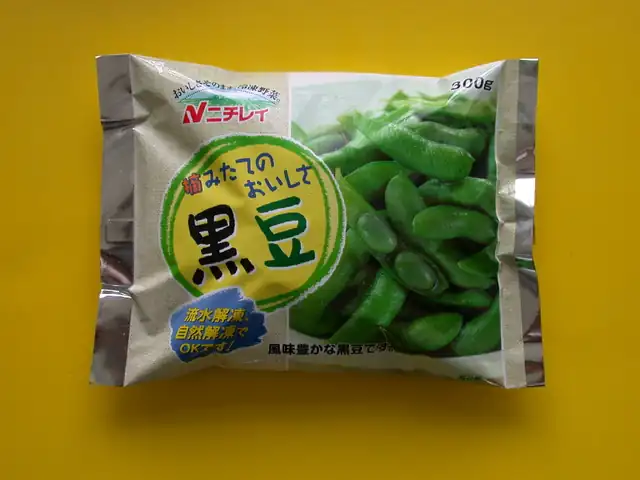 おいしさそのまま 冷凍野菜。
ニチレイ
300g
摘みたての
おいしさ
黒豆
流水解凍、
自然解凍で
OKです!
風味豊かな黒豆です